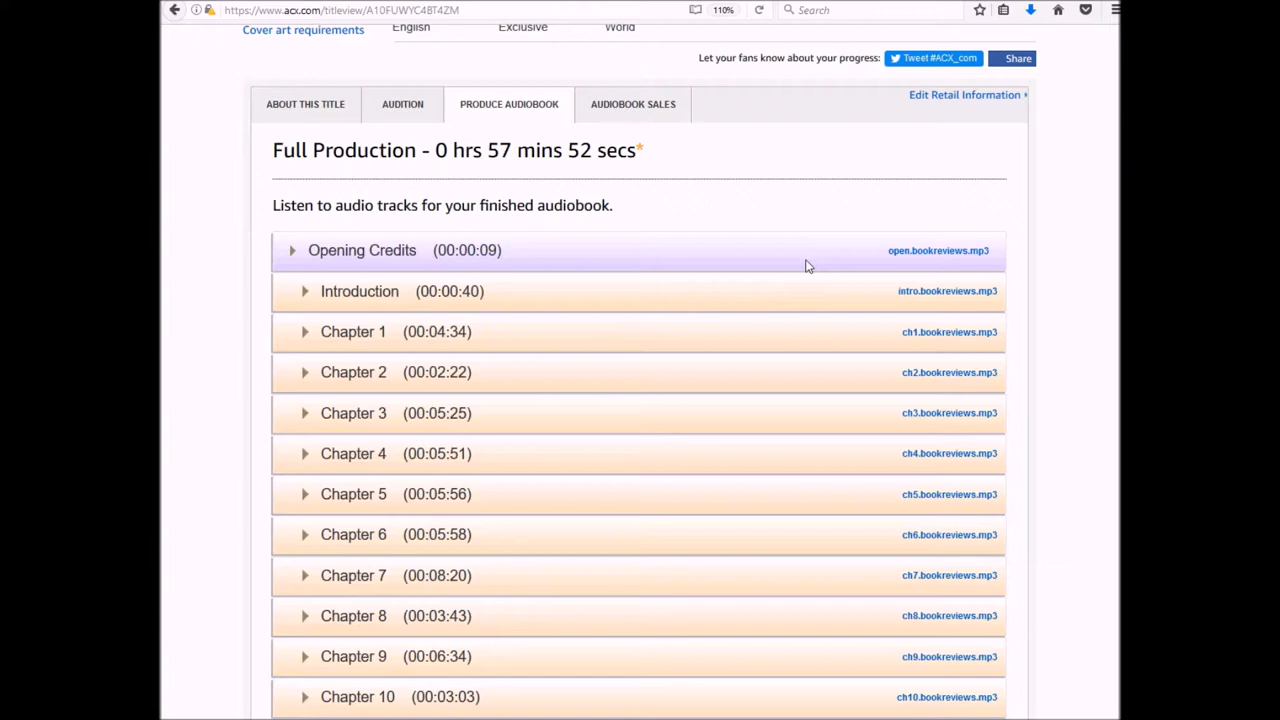 https://www.acx.com/titleview/A10FUWYC4BT4ZM
110%
Search
Cover art requirements
English
Exclusive
World
Let your fans know about your progress:
Tweet #ACX_com
Share
ABOUT THIS TITLE
AUDITION
PRODUCE AUDIOBOOK
AUDIOBOOK SALES
Edit Retail Information
Full Production - 0 hrs 57 mins 52 secs*
Listen to audio tracks for your finished audiobook.
Opening Credits (00:00:09) open.bookreviews.mp3
Introduction (00:00:40) intro.bookreviews.mp3
Chapter 1 (00:04:34) ch1.bookreviews.mp3
Chapter 2 (00:02:22) ch2.bookreviews.mp3
Chapter 3 (00:05:25) ch3.bookreviews.mp3
Chapter 4 (00:05:51) ch4.bookreviews.mp3
Chapter 5 (00:05:56) ch5.bookreviews.mp3
Chapter 6 (00:05:58) ch6.bookreviews.mp3
Chapter 7 (00:08:20) ch7.bookreviews.mp3
Chapter 8 (00:03:43) ch8.bookreviews.mp3
Chapter 9 (00:06:34) ch9.bookreviews.mp3
Chapter 10 (00:03:03) ch10.bookreviews.mp3